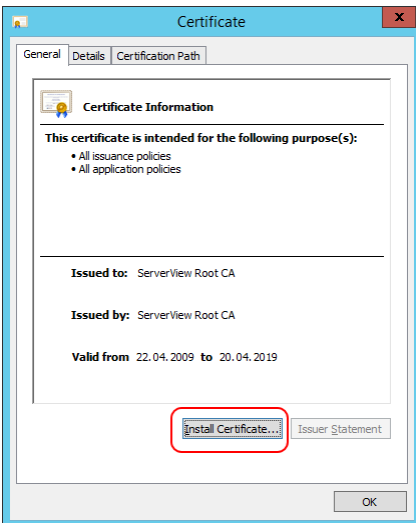 Certificate
x
General Details Certification Path
Certificate Information
This certificate is intended for the following purpose(s):
• All issuance policies
• All application policies
Issued to: ServerView Root CA
Issued by: ServerView Root CA
Valid from 22.04.2009 to 20.04.2019
Install Certificate... Issuer Statement
OK